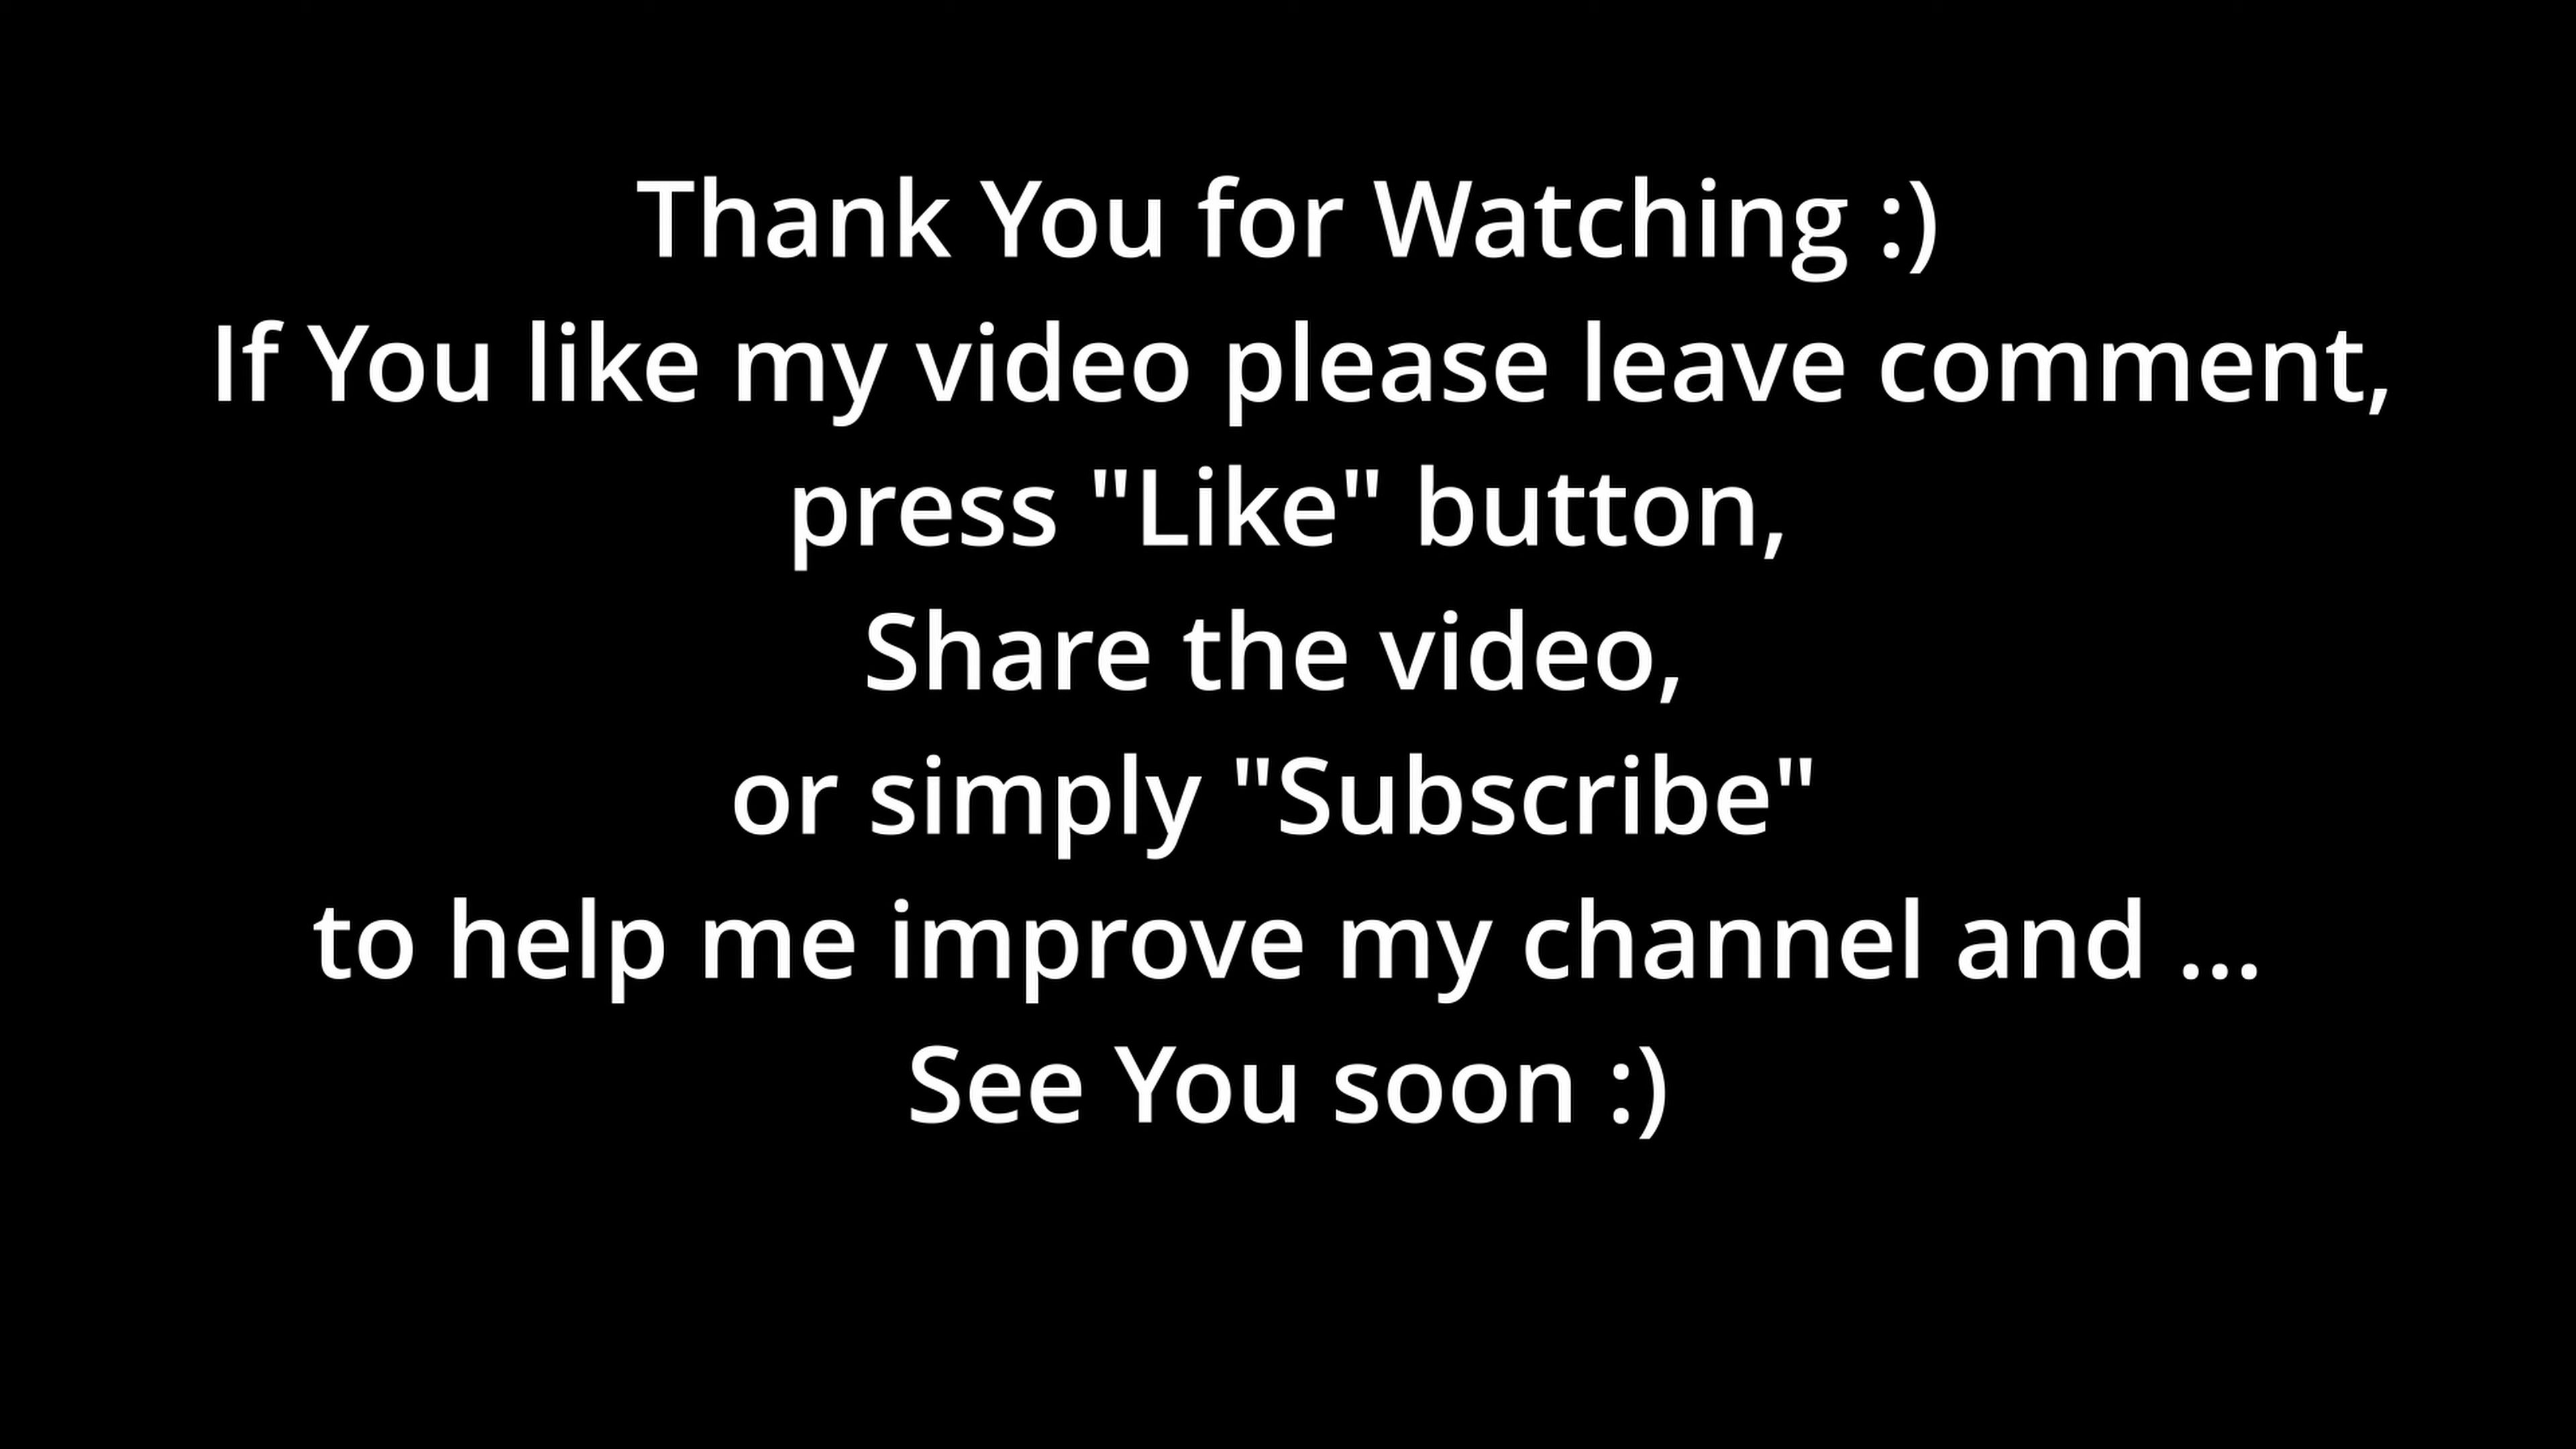 Thank You for Watching :)
If You like my video please leave comment,
press "Like" button,
Share the video,
or simply "Subscribe"
to help me improve my channel and ...
See You soon :)